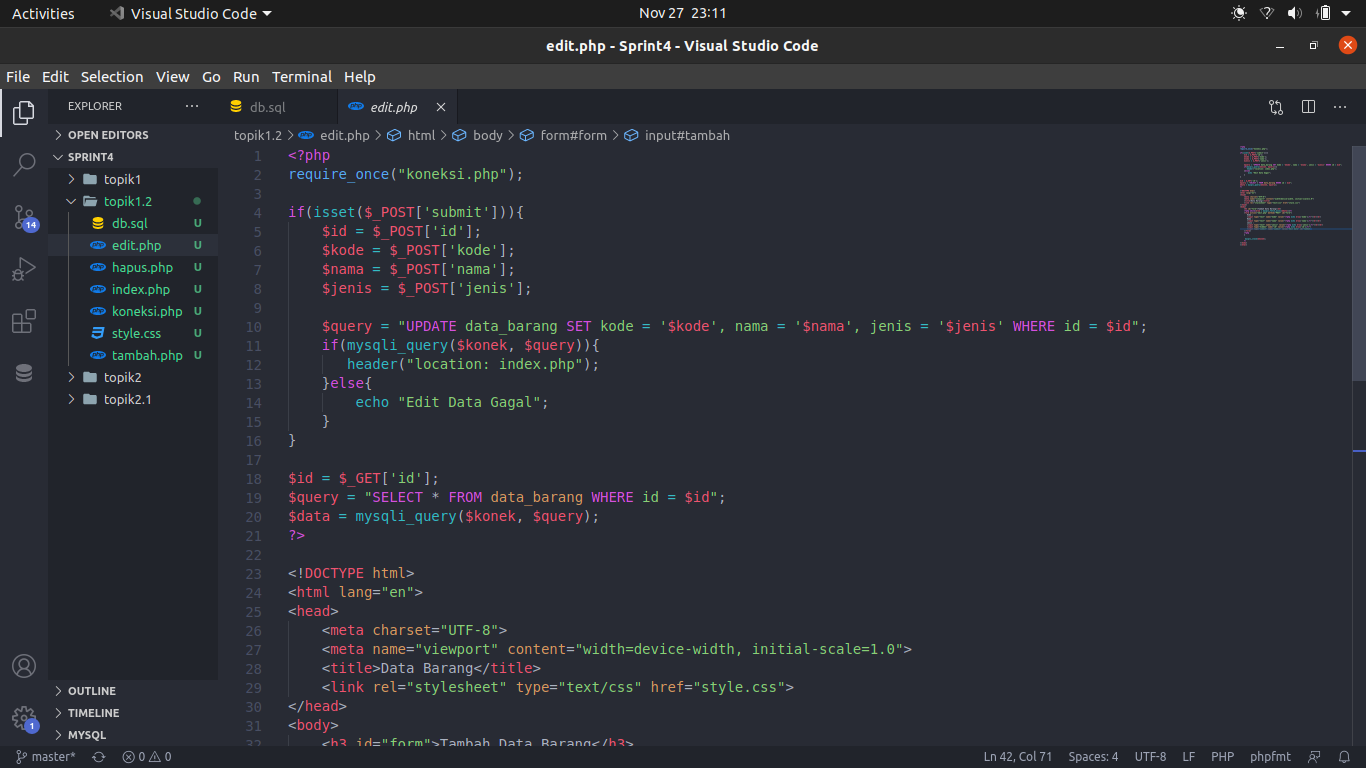 Activities
Visual Studio Code
Nov 27 23:11
edit.php - Sprint4 - Visual Studio Code
File Edit Selection View Go Run Terminal Help
EXPLORER
db.sql
edit.php
OPEN EDITORS
SPRINT4
topik1
topik1.2
db.sql U
edit.php U
hapus.php U
index.php U
koneksi.php U
style.css U
tambah.php U
topik2
topik2.1
OUTLINE
TIMELINE
MYSQL
14
1
topik1.2 > edit.php > html > body > form#form > input#tambah
1 <?php
2 require_once("koneksi.php");
3
4 if(isset($_POST['submit'])){
5 $id = $_POST['id'];
6 $kode = $_POST['kode'];
7 $nama = $_POST['nama'];
8 $jenis = $_POST['jenis'];
9
10 $query = "UPDATE data_barang SET kode = '$kode', nama = '$nama', jenis = '$jenis' WHERE id = $id";
11 if(mysqli_query($konek, $query)){
12 header("location: index.php");
13 }else{
14 echo "Edit Data Gagal";
15 }
16 }
17
18 $id = $_GET['id'];
19 $query = "SELECT * FROM data_barang WHERE id = $id";
20 $data = mysqli_query($konek, $query);
21 ?>
22
23 <!DOCTYPE html>
24 <html lang="en">
25 <head>
26 <meta charset="UTF-8">
27 <meta name="viewport" content="width=device-width, initial-scale=1.0">
28 <title>Data Barang</title>
29 <link rel="stylesheet" type="text/css" href="style.css">
30 </head>
31 <body>
32 <h3 id="form">Tambah Data Barang</h3>
master* 0 0
Ln 42, Col 71 Spaces: 4 UTF-8 LF PHP phpfmt